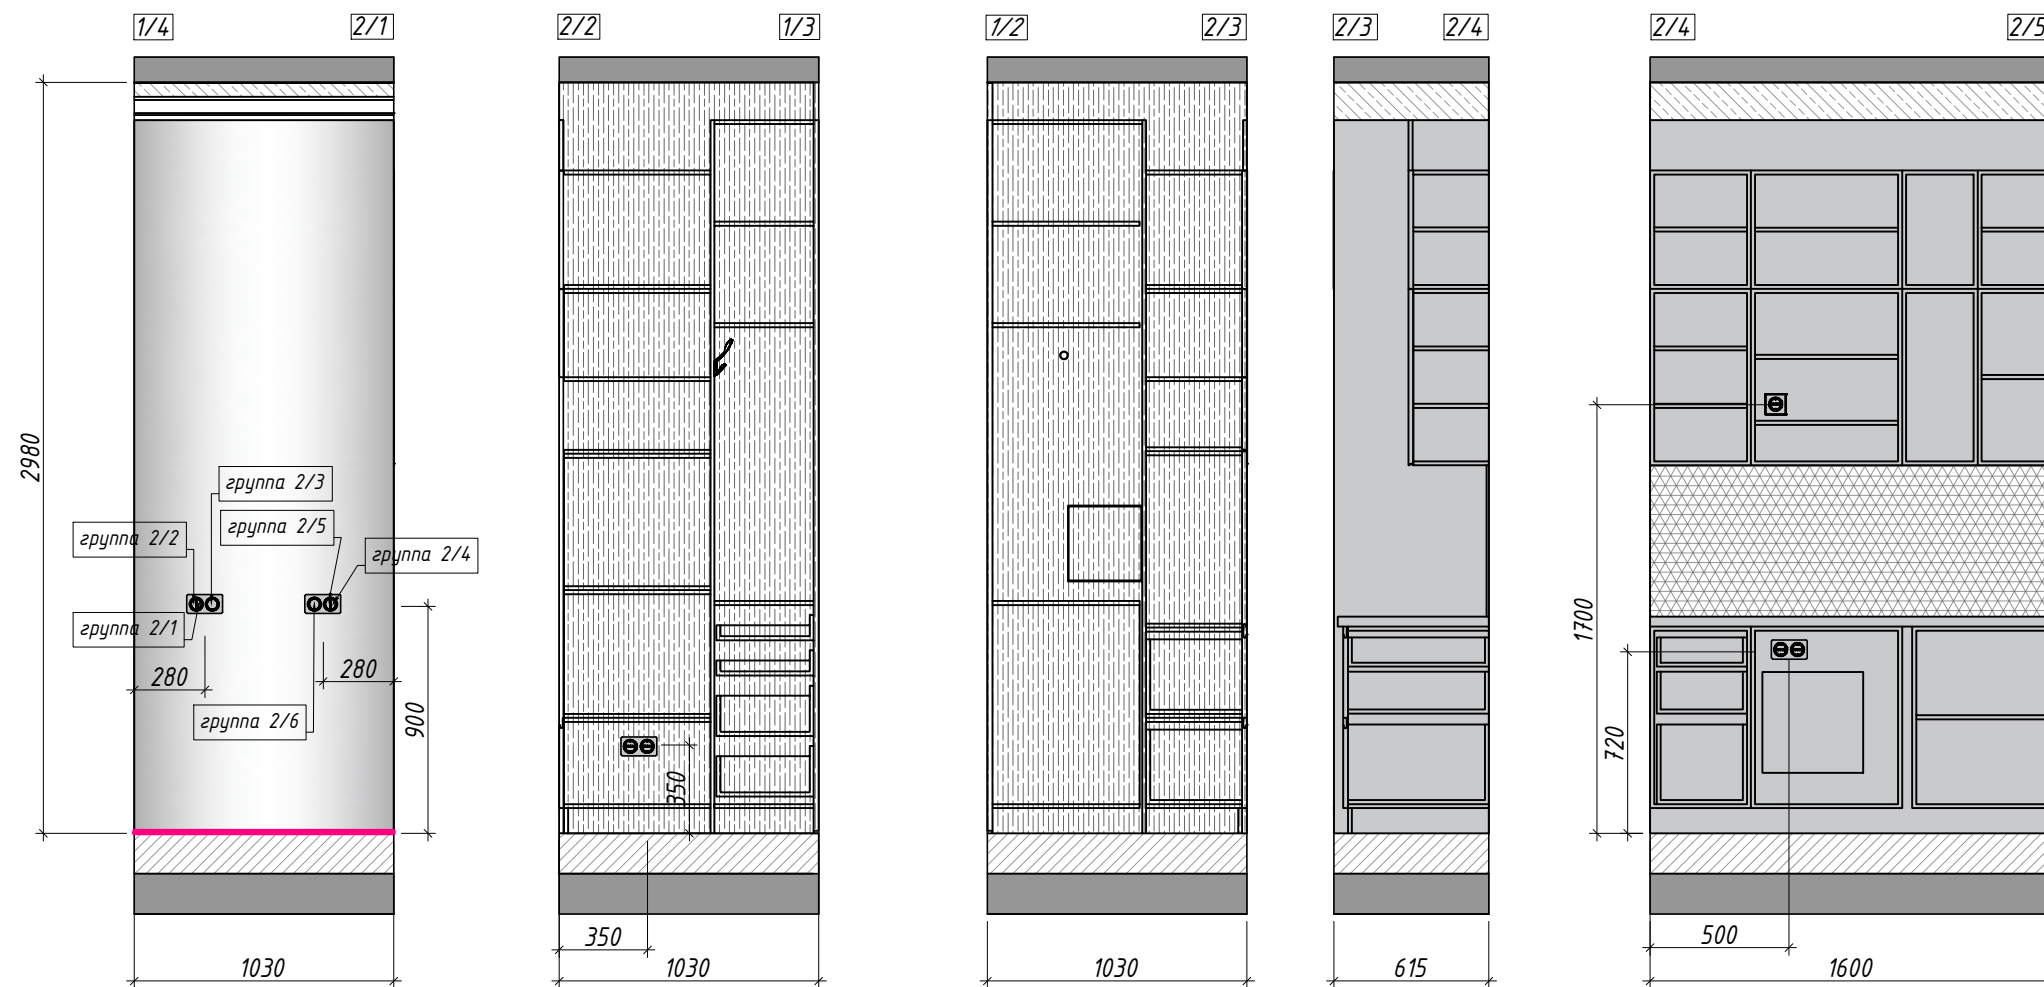 1/4 2/1 2/2 1/3 1/2 2/3 2/3 2/4 2/4 2/5
2980
группа 2/3
группа 2/5
группа 2/2
группа 2/4
группа 2/1
280
280
группа 2/6
900
350
350
1700
720
500
1030 1030 1030 615 1600